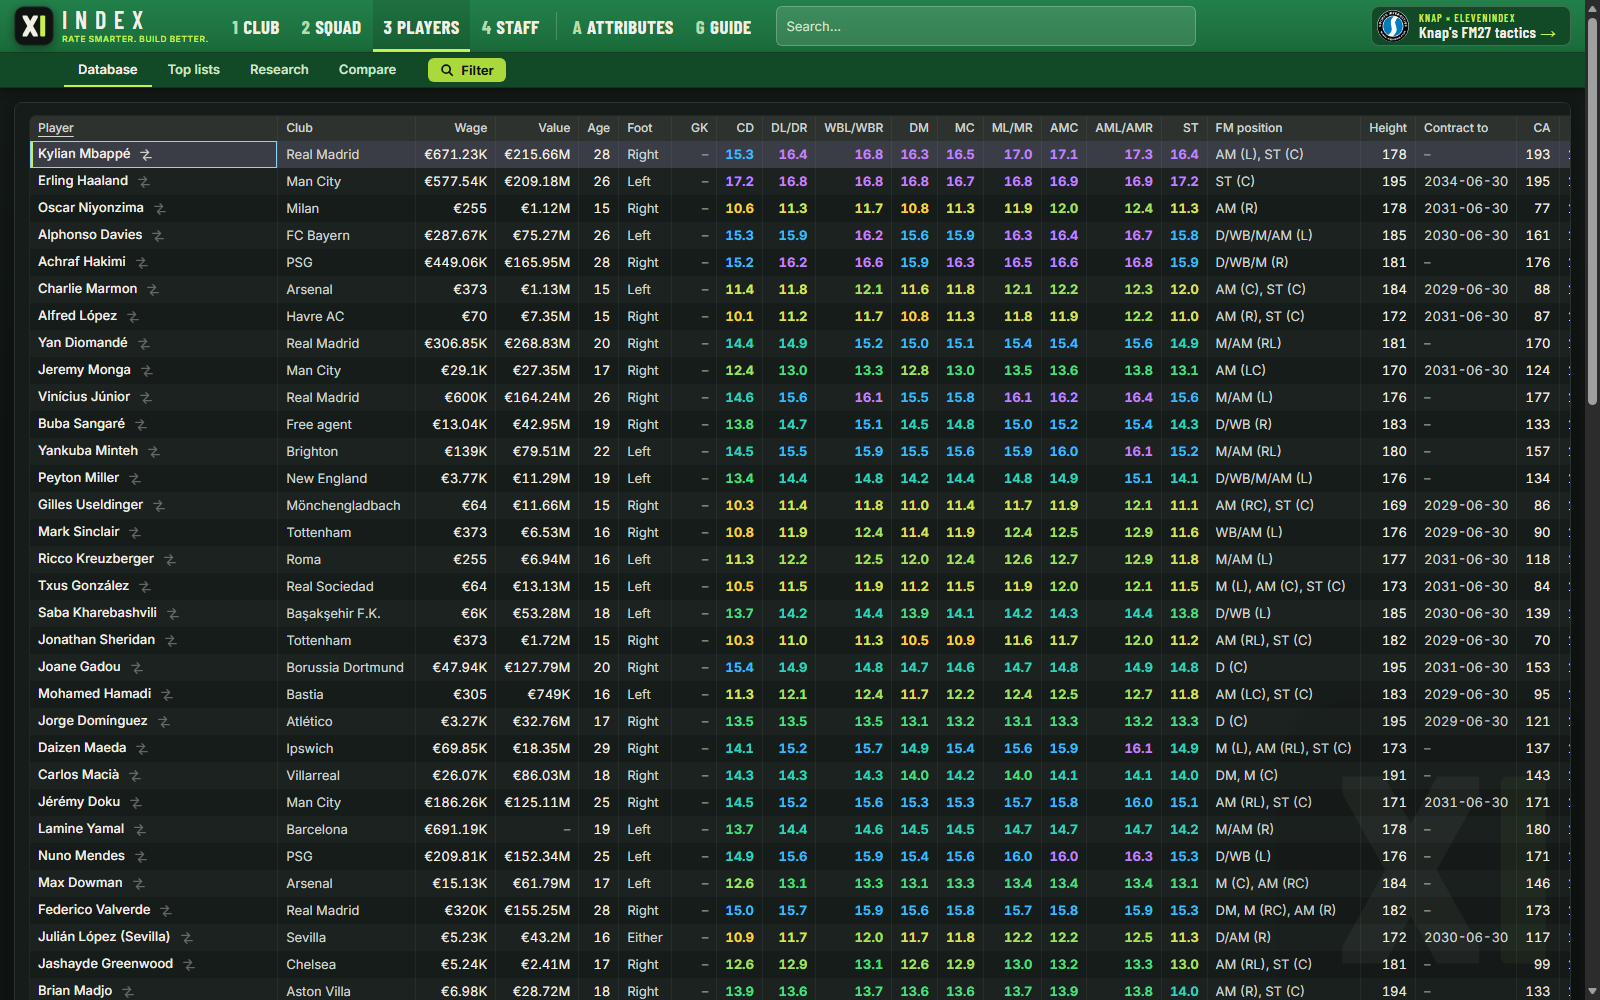 XI INDEX
RATE SMARTER. BUILD BETTER.
1 CLUB 2 SQUAD 3 PLAYERS 4 STAFF A ATTRIBUTES G GUIDE
Search...
KNAP × ELEVENINDEX
Knap's FM27 tactics →
Database Top lists Research Compare Filter
Player Club Wage Value Age Foot GK CD DL/DR WBL/WBR DM MC ML/MR AMC AML/AMR ST FM position Height Contract to CA
Kylian Mbappé Real Madrid €671.23K €215.66M 28 Right – 15.3 16.4 16.8 16.3 16.5 17.0 17.1 17.3 16.4 AM (L), ST (C) 178 – 193
Erling Haaland Man City €577.54K €209.18M 26 Left – 17.2 16.8 16.8 16.8 16.7 16.8 16.9 16.9 17.2 ST (C) 195 2034-06-30 195
Oscar Niyonzima Milan €255 €1.12M 15 Right – 10.6 11.3 11.7 10.8 11.3 11.9 12.0 12.4 11.3 AM (R) 178 2031-06-30 77
Alphonso Davies FC Bayern €287.67K €75.27M 26 Left – 15.3 15.9 16.2 15.6 15.9 16.3 16.4 16.7 15.8 D/WB/M/AM (L) 185 2030-06-30 161
Achraf Hakimi PSG €449.06K €165.95M 28 Right – 15.2 16.2 16.6 15.9 16.3 16.5 16.6 16.8 15.9 D/WB/M (R) 181 – 176
Charlie Marmon Arsenal €373 €1.13M 15 Left – 11.4 11.8 12.1 11.6 11.8 12.1 12.2 12.3 12.0 AM (C), ST (C) 184 2029-06-30 88
Alfred López Havre AC €70 €7.35M 15 Right – 10.1 11.2 11.7 10.8 11.3 11.8 11.9 12.2 11.0 AM (R), ST (C) 172 2031-06-30 87
Yan Diomandé Real Madrid €306.85K €268.83M 20 Right – 14.4 14.9 15.2 15.0 15.1 15.4 15.4 15.6 14.9 M/AM (RL) 181 – 170
Jeremy Monga Man City €29.1K €27.35M 17 Right – 12.4 13.0 13.3 12.8 13.0 13.5 13.6 13.8 13.1 AM (LC) 170 2031-06-30 124
Vinícius Júnior Real Madrid €600K €164.24M 26 Right – 14.6 15.6 16.1 15.5 15.8 16.1 16.2 16.4 15.6 M/AM (L) 176 – 177
Buba Sangaré Free agent €13.04K €42.95M 19 Right – 13.8 14.7 15.1 14.5 14.8 15.0 15.2 15.4 14.3 D/WB (R) 183 – 133
Yankuba Minteh Brighton €139K €79.51M 22 Left – 14.5 15.5 15.9 15.5 15.6 15.9 16.0 16.1 15.2 M/AM (RL) 180 – 157
Peyton Miller New England €3.77K €11.29M 19 Left – 13.4 14.4 14.8 14.2 14.4 14.8 14.9 15.1 14.1 D/WB/M/AM (L) 176 – 134
Gilles Useldinger Mönchengladbach €64 €11.66M 15 Right – 10.3 11.4 11.8 11.0 11.4 11.7 11.9 12.1 11.1 AM (RC), ST (C) 169 2029-06-30 86
Mark Sinclair Tottenham €373 €6.53M 16 Right – 10.8 11.9 12.4 11.4 11.9 12.4 12.5 12.9 11.6 WB/AM (L) 176 2029-06-30 90
Ricco Kreuzberger Roma €255 €6.94M 16 Left – 11.3 12.2 12.5 12.0 12.4 12.6 12.7 12.9 11.8 M/AM (L) 177 2031-06-30 118
Txus González Real Sociedad €64 €13.13M 15 Left – 10.5 11.5 11.9 11.2 11.5 11.9 12.0 12.1 11.5 M (L), AM (C), ST (C) 173 2031-06-30 84
Saba Kharebashvili Başakşehir F.K. €6K €53.28M 18 Left – 13.7 14.2 14.4 13.9 14.1 14.2 14.3 14.4 13.8 D/WB (L) 185 2030-06-30 139
Jonathan Sheridan Tottenham €373 €1.72M 15 Right – 10.3 11.0 11.3 10.5 10.9 11.6 11.7 12.0 11.2 AM (RL), ST (C) 182 2029-06-30 70
Joane Gadou Borussia Dortmund €47.94K €127.79M 20 Right – 15.4 14.9 14.8 14.7 14.6 14.7 14.8 14.9 14.8 D (C) 195 2031-06-30 153
Mohamed Hamadi Bastia €305 €749K 16 Left – 11.3 12.1 12.4 11.7 12.2 12.4 12.5 12.7 11.8 AM (LC), ST (C) 183 2029-06-30 95
Jorge Domínguez Atlético €3.27K €32.76M 17 Right – 13.5 13.5 13.5 13.1 13.2 13.1 13.3 13.2 13.3 D (C) 195 2029-06-30 121
Daizen Maeda Ipswich €69.85K €18.35M 29 Right – 14.1 15.2 15.7 14.9 15.4 15.6 15.9 16.1 14.9 M (L), AM (RL), ST (C) 173 – 137
Carlos Macià Villarreal €26.07K €86.03M 18 Right – 14.3 14.3 14.3 14.0 14.2 14.0 14.1 14.1 14.0 DM, M (C) 191 – 143
Jérémy Doku Man City €186.26K €125.11M 25 Right – 14.5 15.2 15.6 15.3 15.3 15.7 15.8 16.0 15.1 AM (RL), ST (C) 171 2031-06-30 171
Lamine Yamal Barcelona €691.19K – 19 Left – 13.7 14.4 14.6 14.5 14.5 14.7 14.7 14.7 14.2 M/AM (R) 178 – 180
Nuno Mendes PSG €209.81K €152.34M 25 Left – 14.9 15.6 15.9 15.4 15.6 16.0 16.0 16.3 15.3 D/WB (L) 176 – 171
Max Dowman Arsenal €15.13K €61.79M 17 Left – 12.6 13.1 13.3 13.1 13.3 13.4 13.4 13.4 13.1 M (C), AM (RC) 184 – 146
Federico Valverde Real Madrid €320K €155.25M 28 Right – 15.0 15.7 15.9 15.6 15.8 15.7 15.8 15.9 15.3 DM, M (RC), AM (R) 182 – 173
Julián López (Sevilla) Sevilla €5.23K €43.2M 16 Either – 10.9 11.7 12.0 11.7 11.8 12.2 12.2 12.5 11.3 D/AM (R) 172 2030-06-30 117
Jashayde Greenwood Chelsea €5.24K €2.41M 17 Right – 12.6 12.9 13.1 12.6 12.9 13.0 13.2 13.3 13.0 AM (RL), ST (C) 181 – 99
Brian Madjo Aston Villa €6.98K €28.72M 18 Right – 13.9 13.6 13.7 13.6 13.6 13.7 13.9 13.8 14.0 AM (R), ST (C) 194 – 133